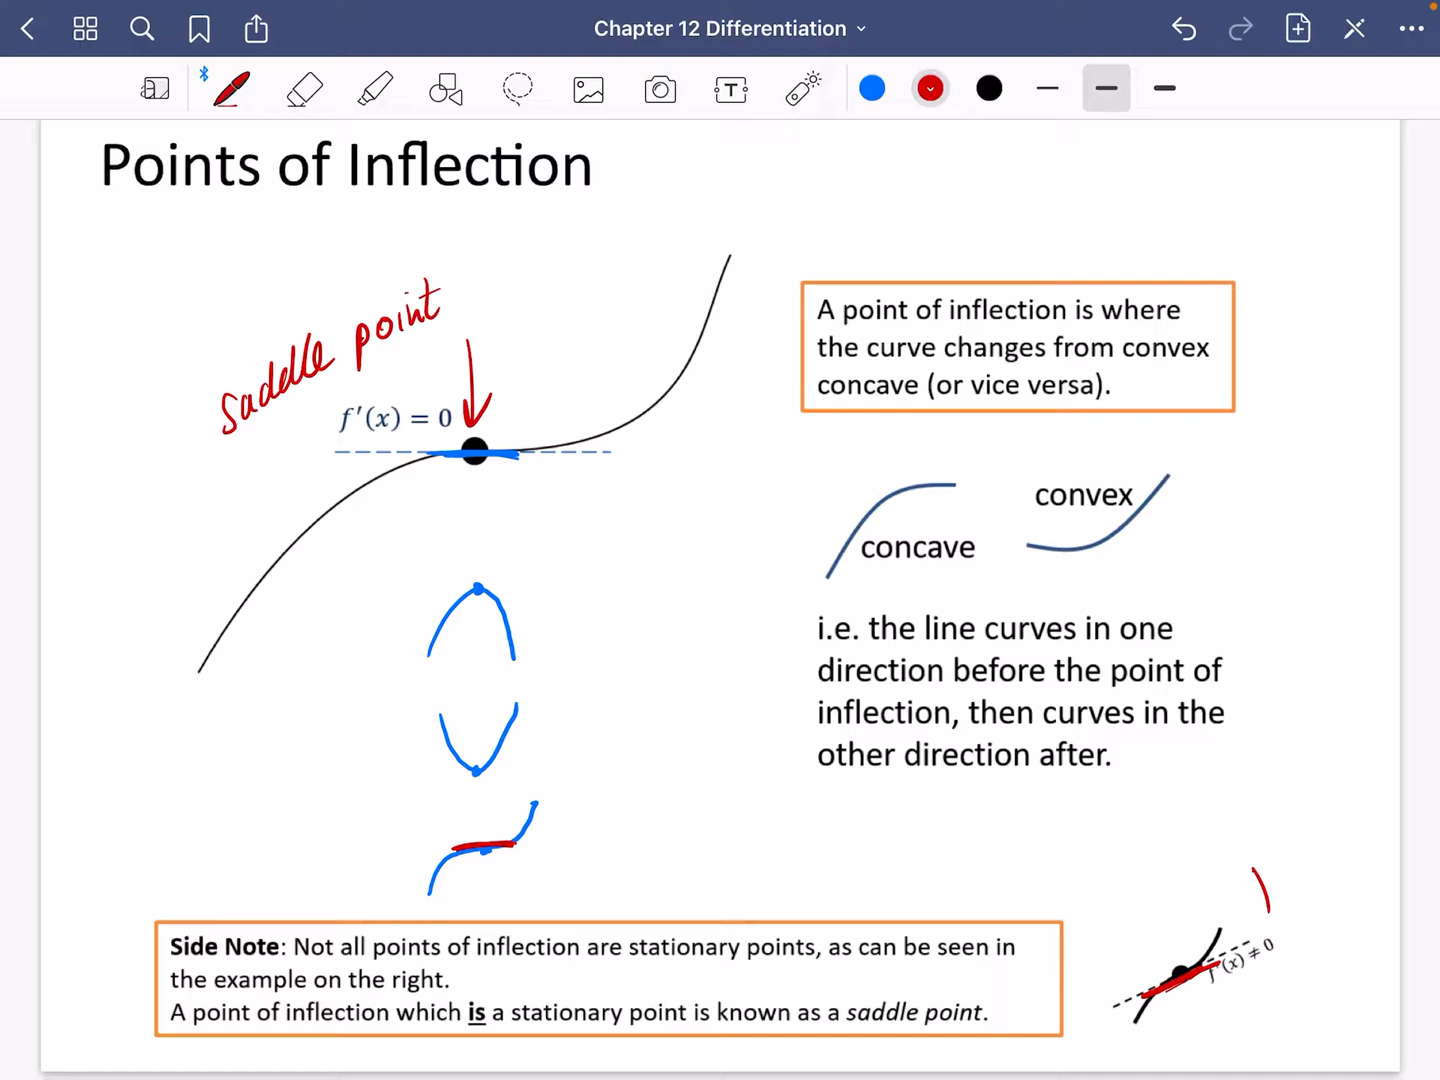 Chapter 12 Differentiation
T
Points of Inflection
saddle point
f′(x) = 0
A point of inflection is where
the curve changes from convex
concave (or vice versa).
concave
convex
i.e. the line curves in one
direction before the point of
inflection, then curves in the
other direction after.
Side Note: Not all points of inflection are stationary points, as can be seen in
the example on the right.
A point of inflection which is a stationary point is known as a saddle point.
f′(x) ≠ 0